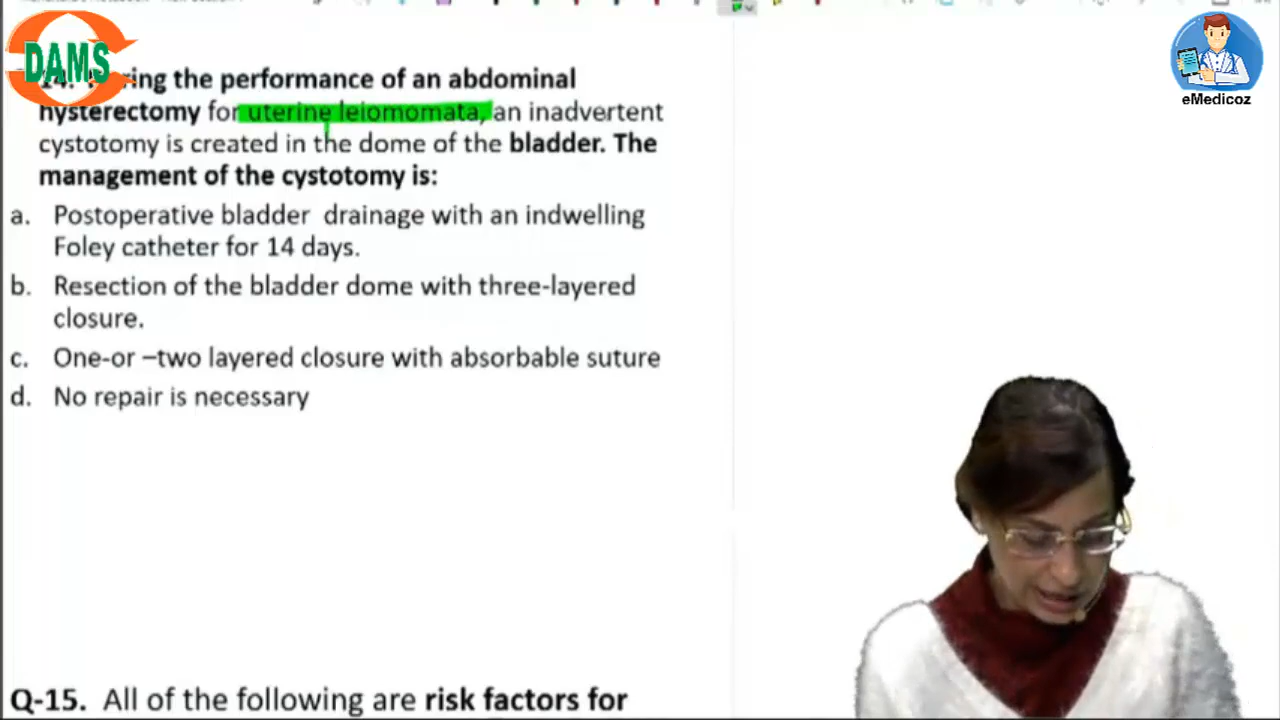 DAMS
eMedicoz
14. During the performance of an abdominal
hysterectomy for uterine leiomomata, an inadvertent
cystotomy is created in the dome of the bladder. The
management of the cystotomy is:
a. Postoperative bladder drainage with an indwelling
Foley catheter for 14 days.
b. Resection of the bladder dome with three-layered
closure.
c. One-or –two layered closure with absorbable suture
d. No repair is necessary
Q-15. All of the following are risk factors for